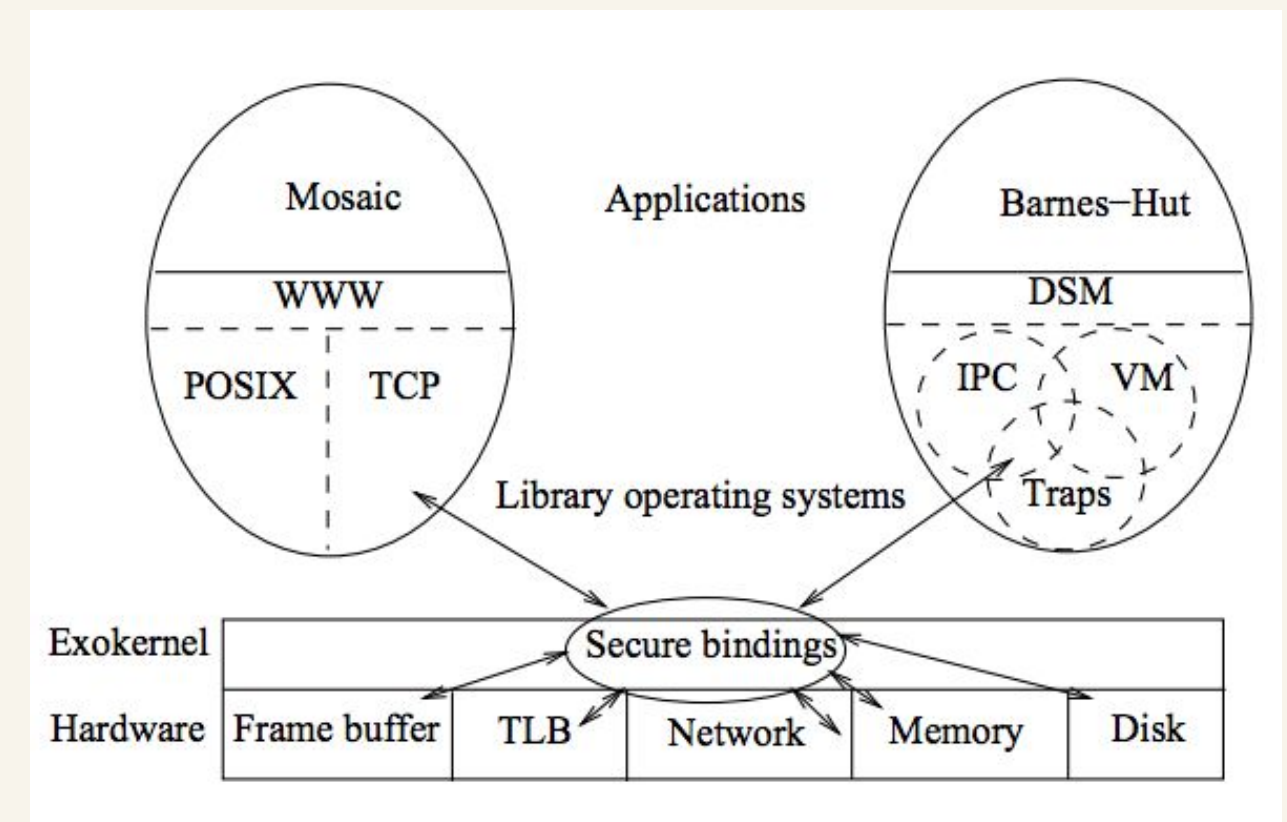 Mosaic
Applications
Barnes-Hut
WWW
DSM
POSIX
TCP
IPC
VM
Library operating systems
Traps
Exokernel
Secure bindings
Hardware
Frame buffer
TLB
Network
Memory
Disk